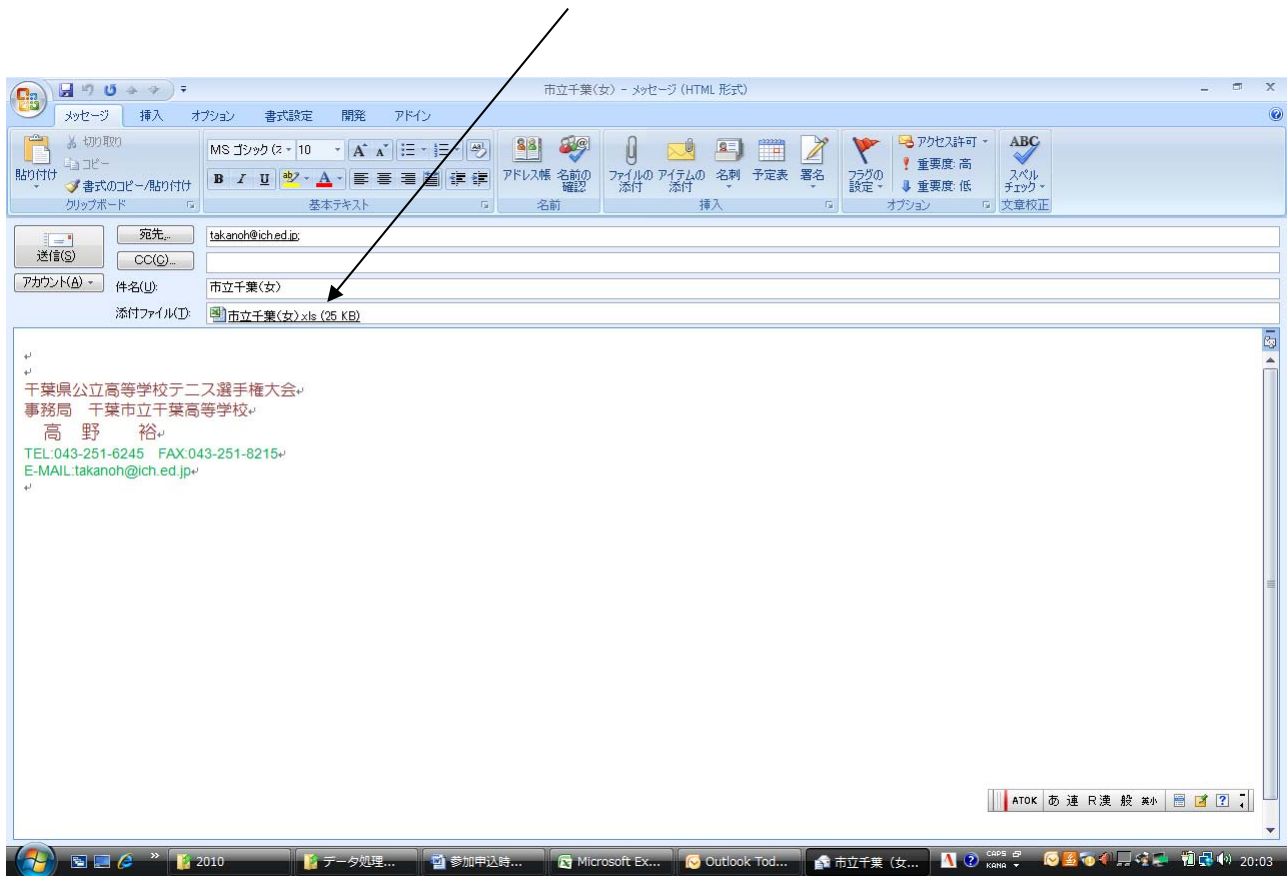 市立千葉(女) - メッセージ (HTML 形式)
メッセージ 挿入 オプション 書式設定 開発 アドイン
貼り付け
切り取り
コピー
書式のコピー/貼り付け
クリップボード
MS ゴシック (ス 10
B I U
基本テキスト
アドレス帳 名前の確認
名前
ファイルの添付 アイテムの添付 名刺 予定表 署名
挿入
フラグの設定
アクセス許可
重要度: 高
重要度: 低
オプション
ABC
スペルチェック
文章校正
送信(S)
アカウント(A)
宛先... takanoh@ich.ed.jp;
CC(C)...
件名(U): 市立千葉(女)
添付ファイル(T): 市立千葉(女).xls (25 KB)
千葉県公立高等学校テニス選手権大会
事務局 千葉市立千葉高等学校
高 野 裕
TEL:043-251-6245 FAX:043-251-8215
E-MAIL:takanoh@ich.ed.jp
ATOK あ 連 R漢 般 英小
2010 データ処理... 参加申込時... Microsoft Ex... Outlook Tod... 市立千葉 (女... CAPS KANA 20:03